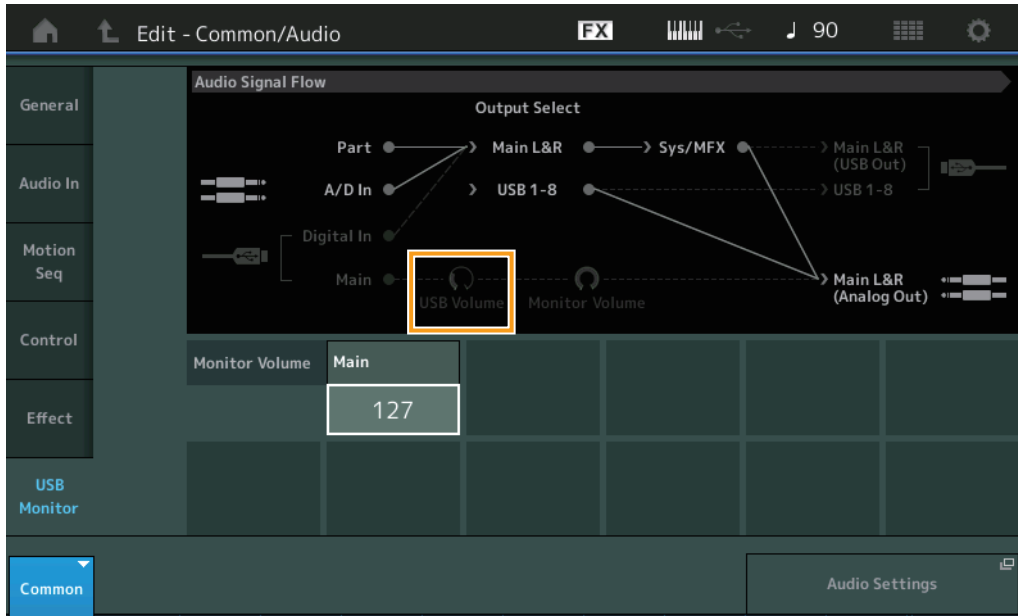 Edit - Common/Audio
FX
90
General
Audio In
Motion
Seq
Control
Effect
USB
Monitor
Common
Audio Signal Flow
Output Select
Part
Main L&R
Sys/MFX
Main L&R
(USB Out)
A/D In
USB 1-8
USB 1-8
Digital In
Main
USB Volume
Monitor Volume
Main L&R
(Analog Out)
Monitor Volume
Main
127
Audio Settings